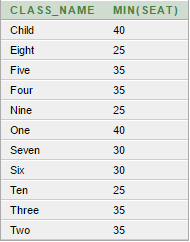 CLASS_NAME MIN(SEAT)
Child 40
Eight 25
Five 35
Four 35
Nine 25
One 40
Seven 30
Six 30
Ten 25
Three 35
Two 35